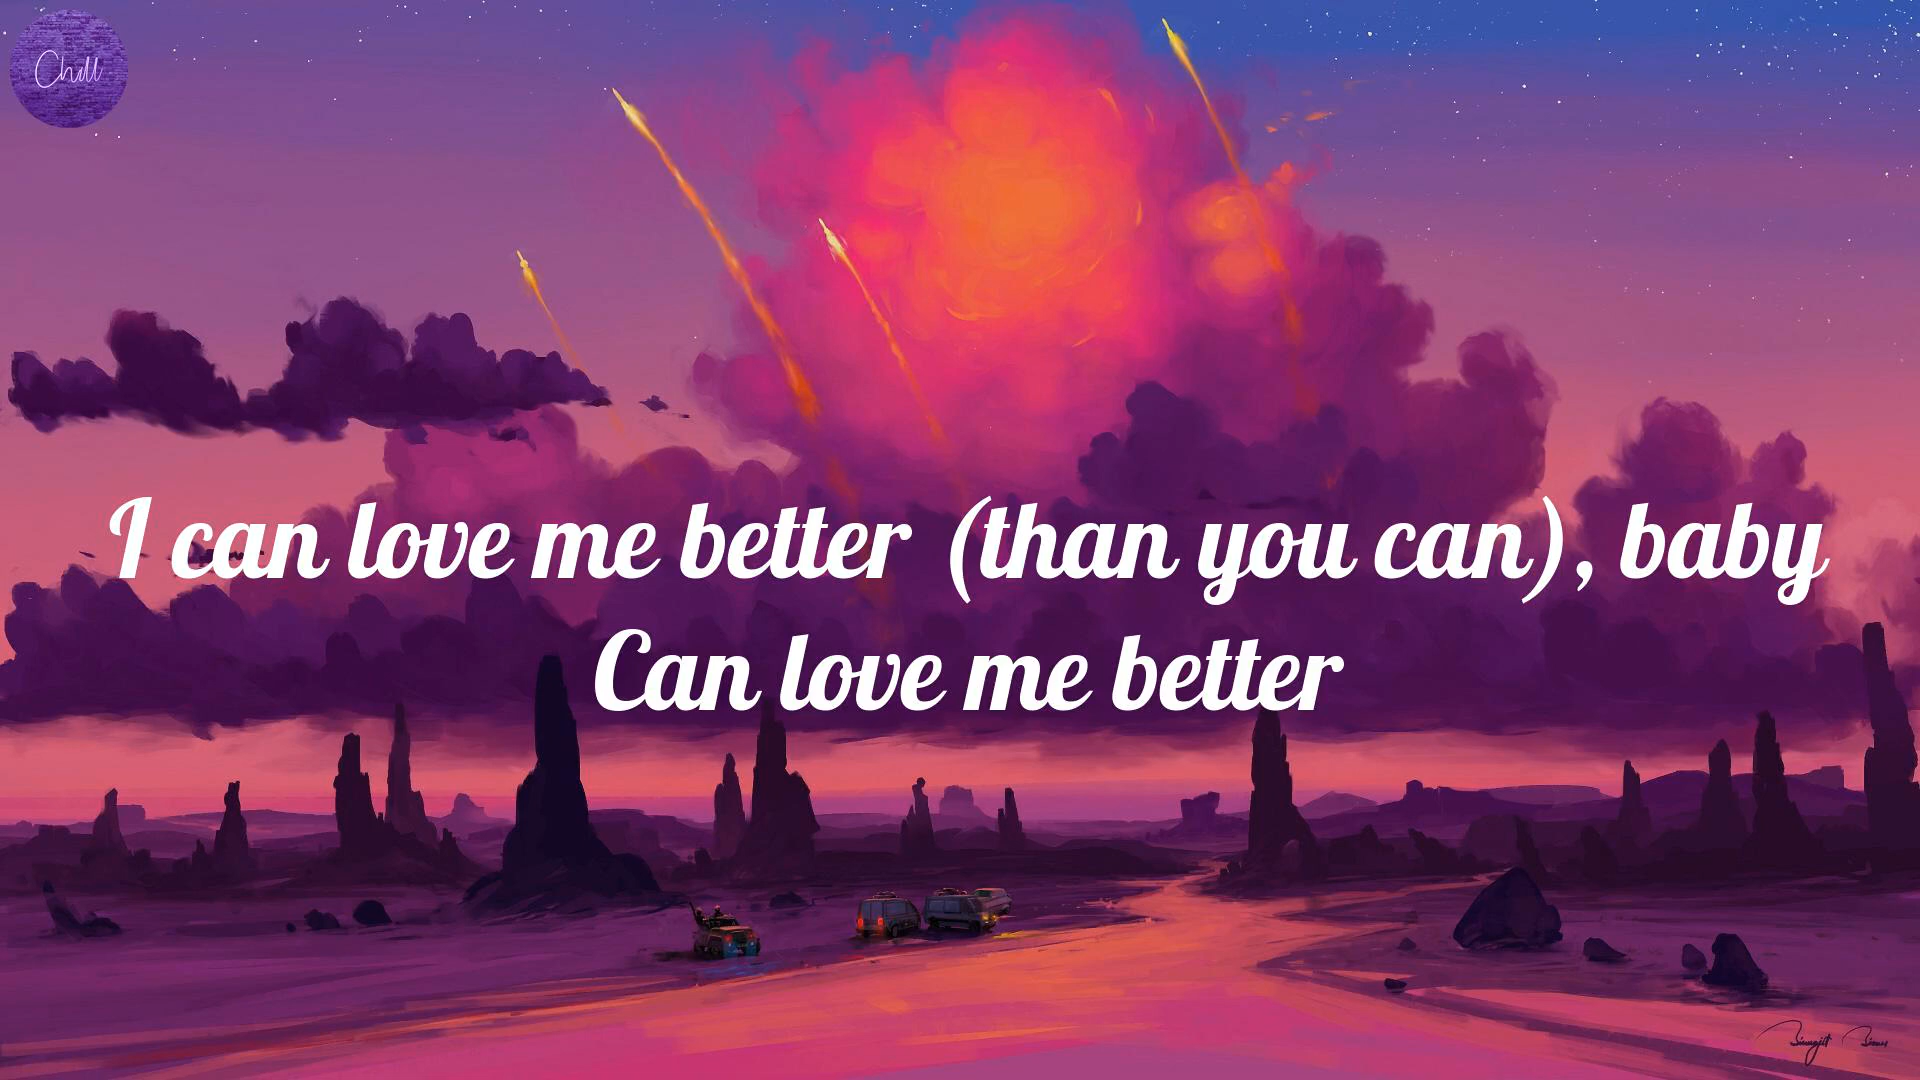 Chill
I can love me better (than you can), baby
Can love me better